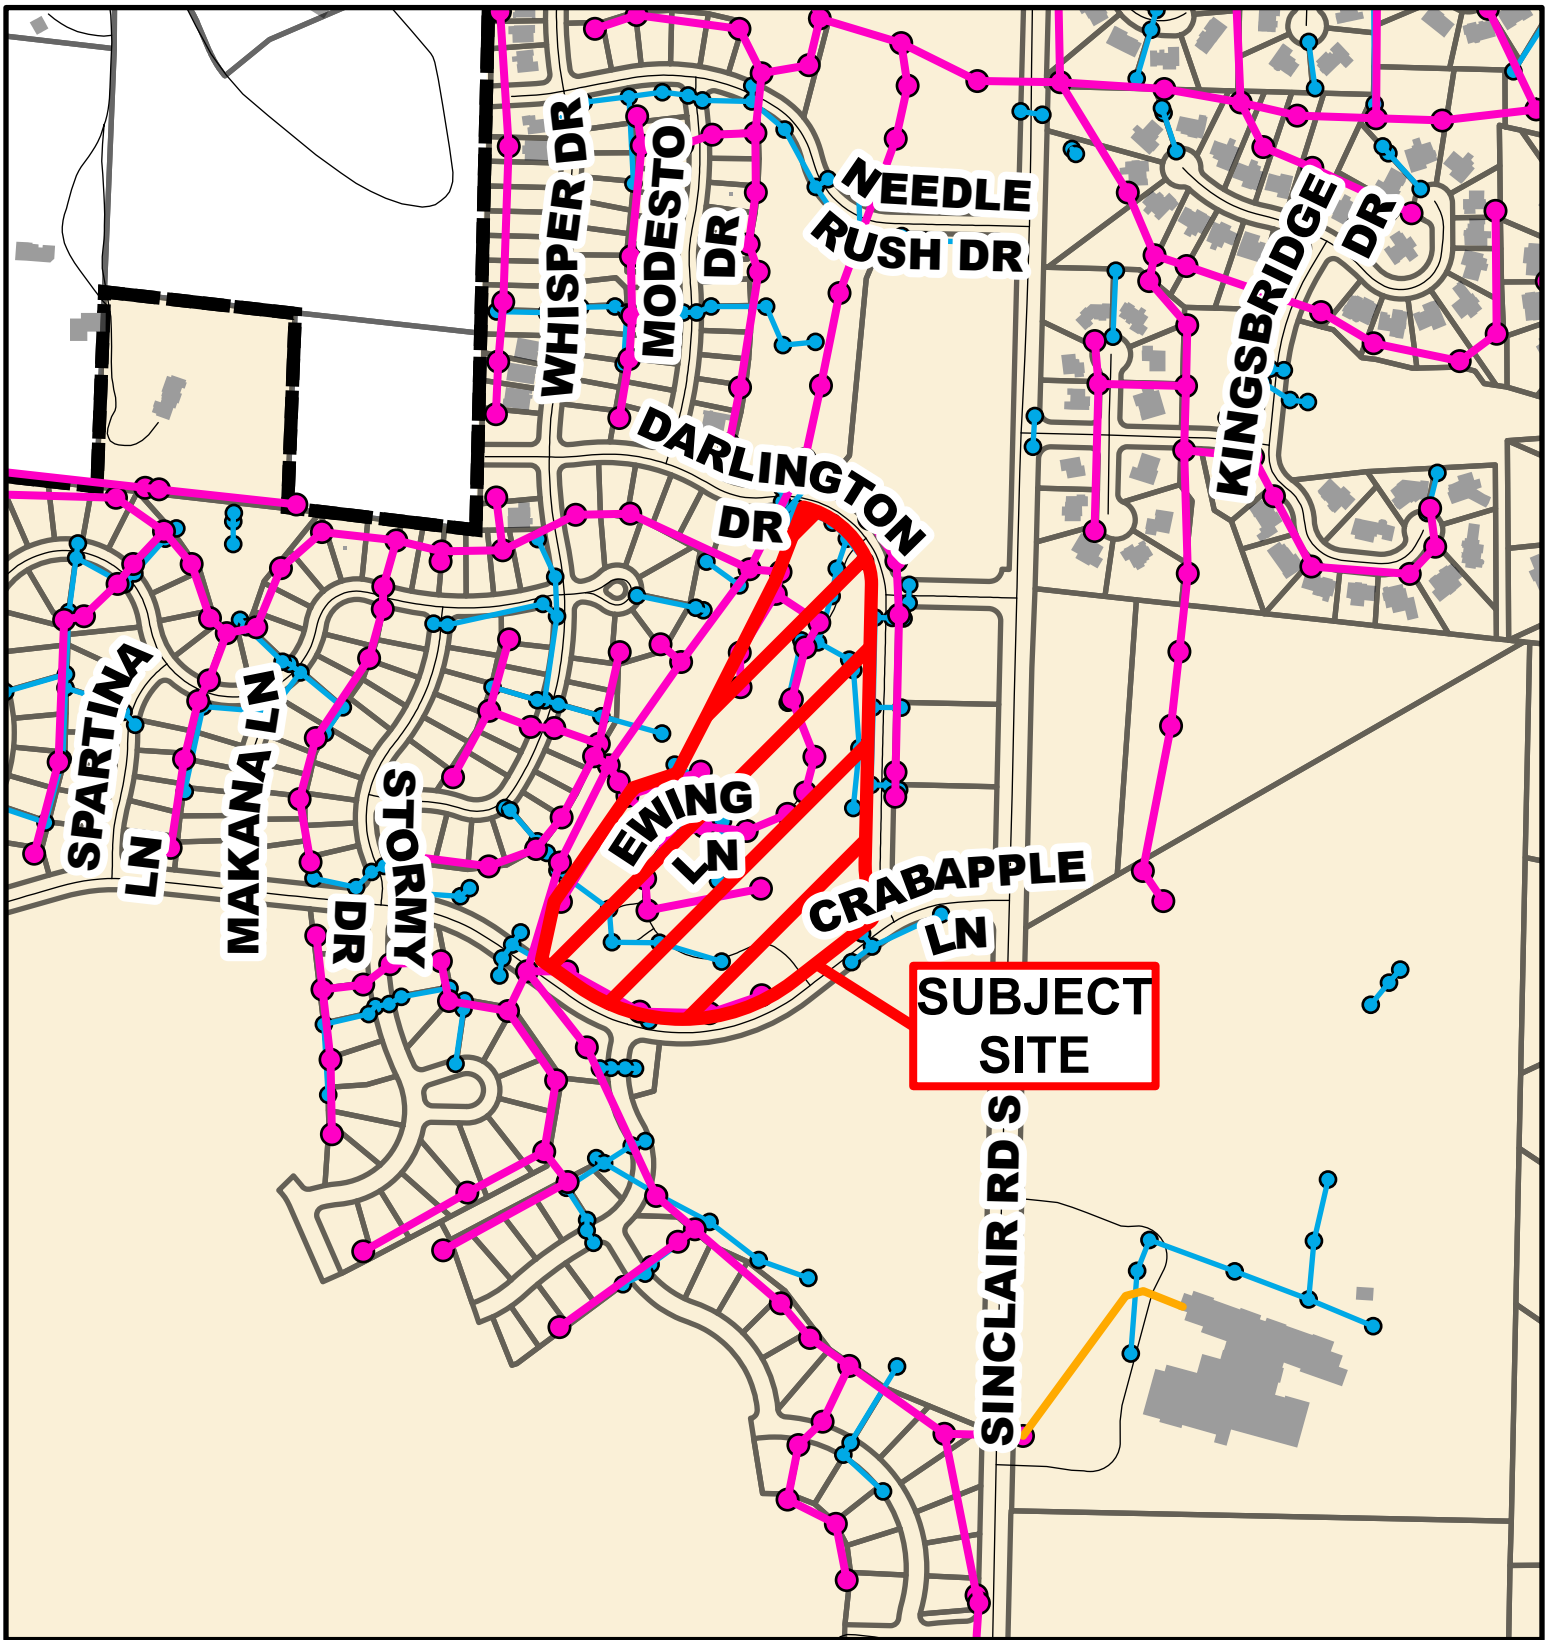 WHISPER DR
MODESTO
DR
NEEDLE
RUSH DR
KINGSBRIDGE
DR
DARLINGTON
DR
SPARTINA
LN
MAKANA LN
STORMY
DR
EWING
LN
CRABAPPLE
LN
SUBJECT
SITE
SINCLAIR RD S